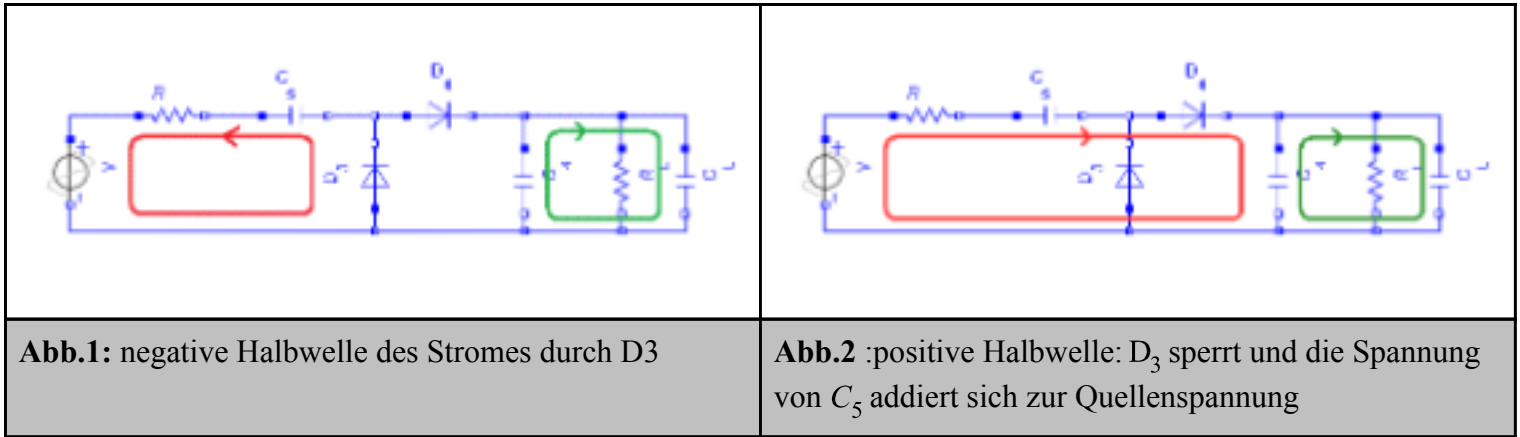 R
C
D
D
R
L
C
L
R
C
D
D
R
L
C
L
Abb.1: negative Halbwelle des Stromes durch D3
Abb.2 :positive Halbwelle: D3 sperrt und die Spannung
von C5 addiert sich zur Quellenspannung